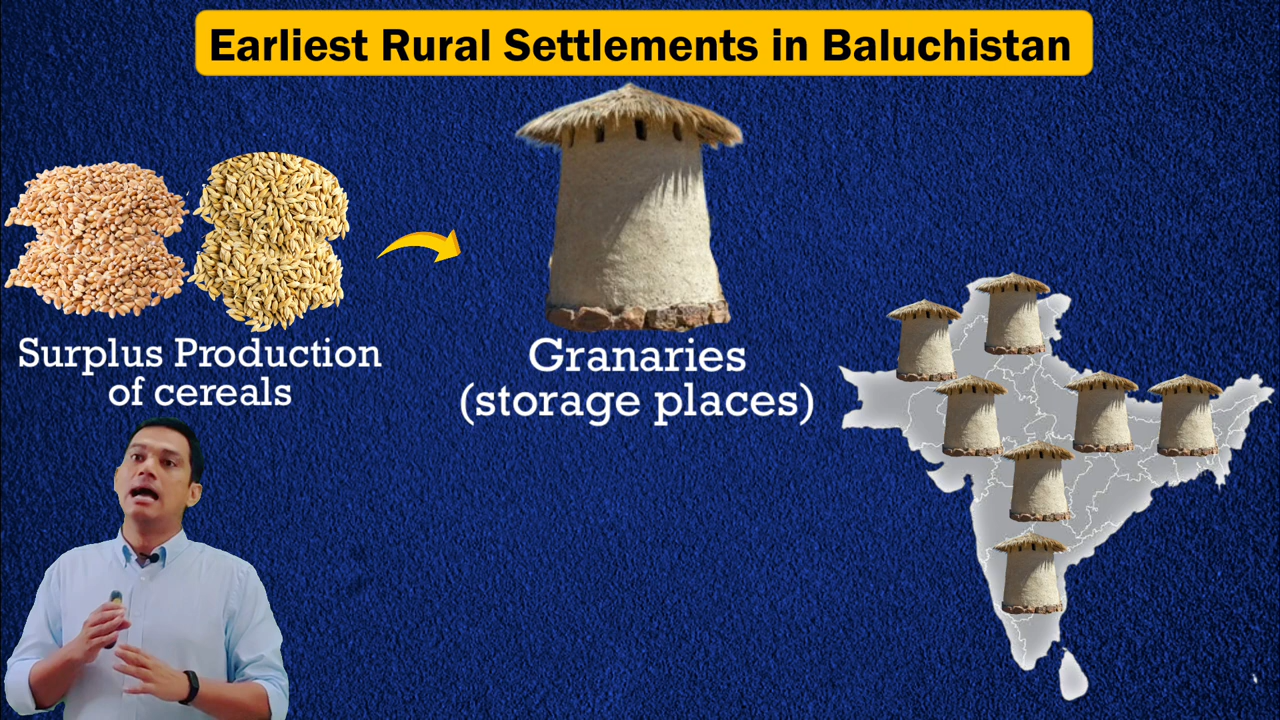 Earliest Rural Settlements in Baluchistan
Surplus Production
of cereals
Granaries
(storage places)